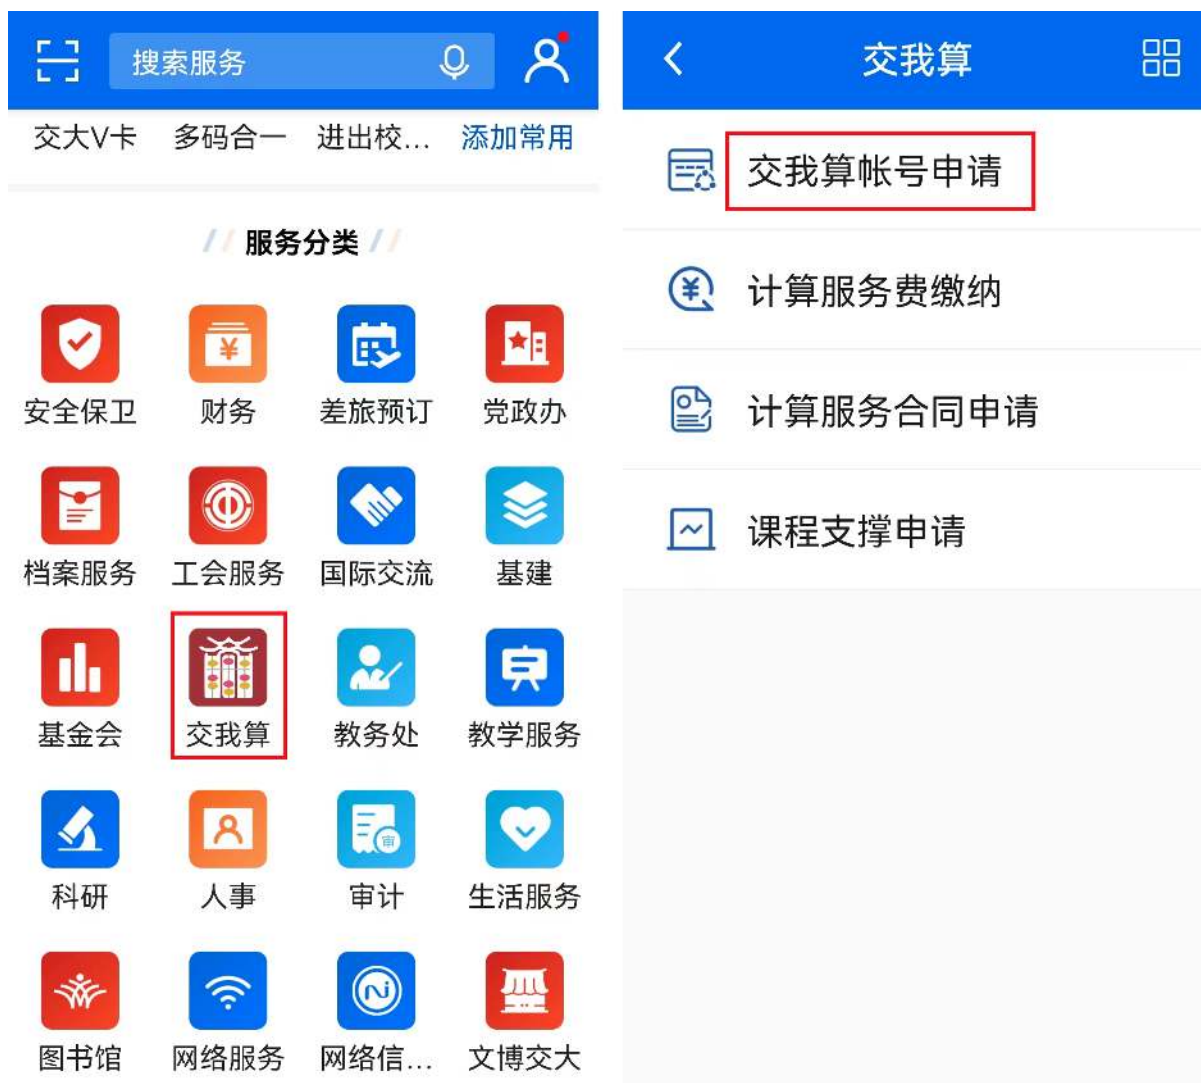 搜索服务
交大V卡 多码合一 进出校... 添加常用
服务分类
安全保卫 财务 差旅预订 党政办
档案服务 工会服务 国际交流 基建
基金会 交我算 教务处 教学服务
科研 人事 审计 生活服务
图书馆 网络服务 网络信... 文博交大
交我算
交我算帐号申请
计算服务费缴纳
计算服务合同申请
课程支撑申请